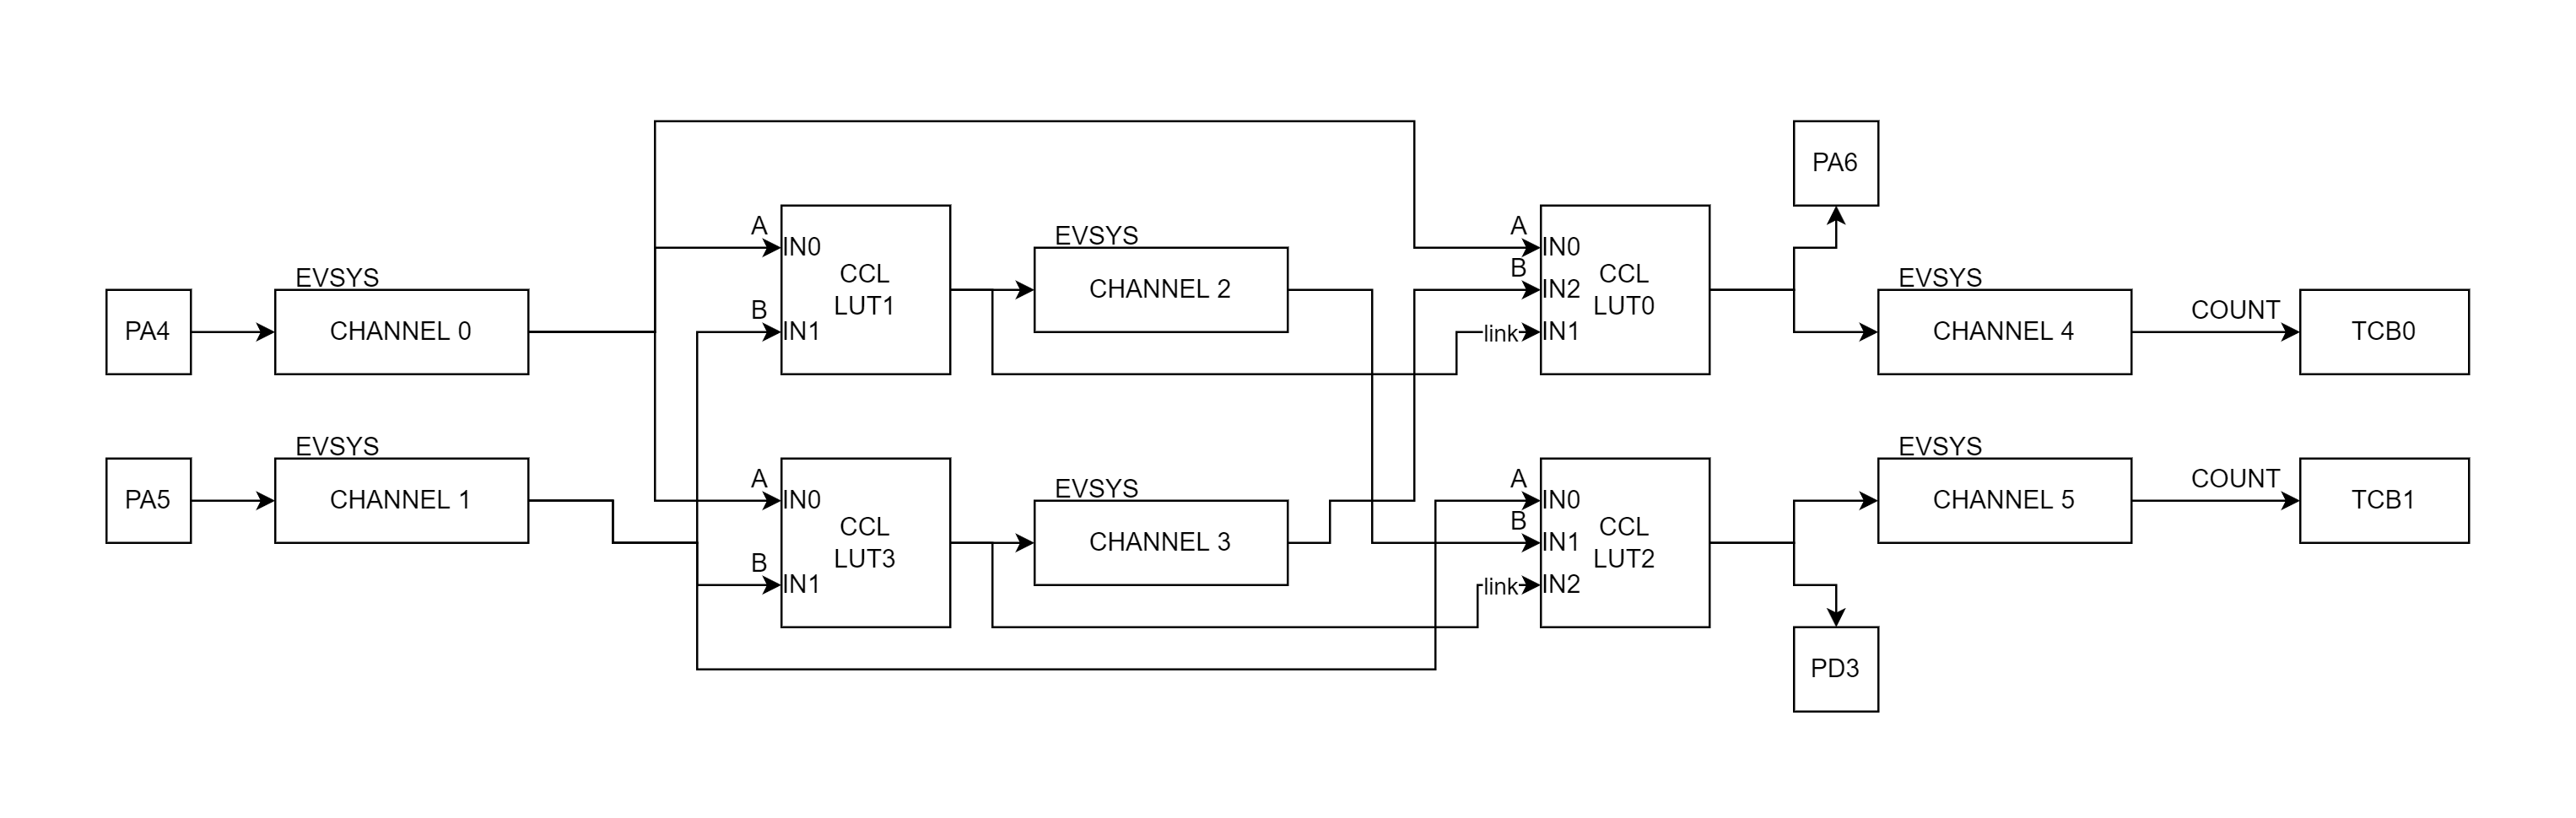 PA4
EVSYS
CHANNEL 0
PA5
EVSYS
CHANNEL 1
A
IN0
B
IN1
CCL
LUT1
A
IN0
B
IN1
CCL
LUT3
EVSYS
CHANNEL 2
EVSYS
CHANNEL 3
A
IN0
B
IN2
link
IN1
CCL
LUT0
A
IN0
B
IN1
link
IN2
CCL
LUT2
PA6
EVSYS
CHANNEL 4
COUNT
TCB0
EVSYS
CHANNEL 5
COUNT
TCB1
PD3